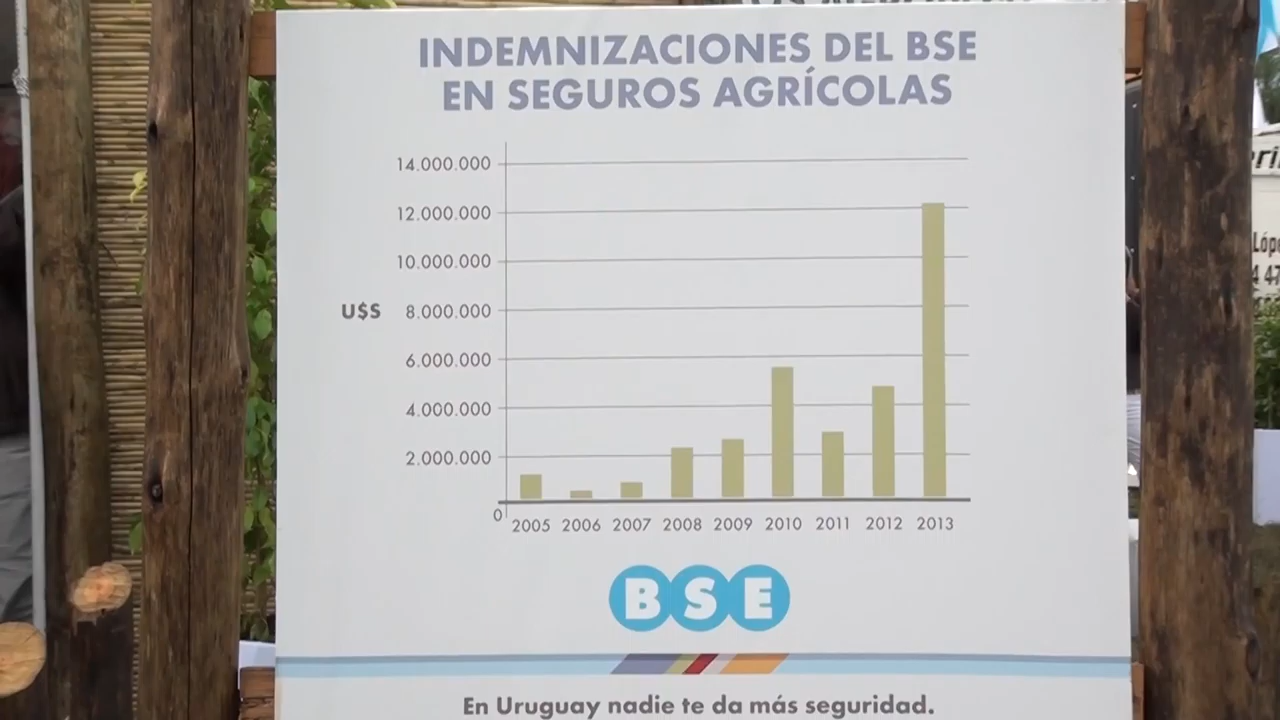 INDEMNIZACIONES DEL BSE
EN SEGUROS AGRÍCOLAS
14.000.000
12.000.000
10.000.000
U$S 8.000.000
6.000.000
4.000.000
2.000.000
0
2005 2006 2007 2008 2009 2010 2011 2012 2013
BSE
En Uruguay nadie te da más seguridad.